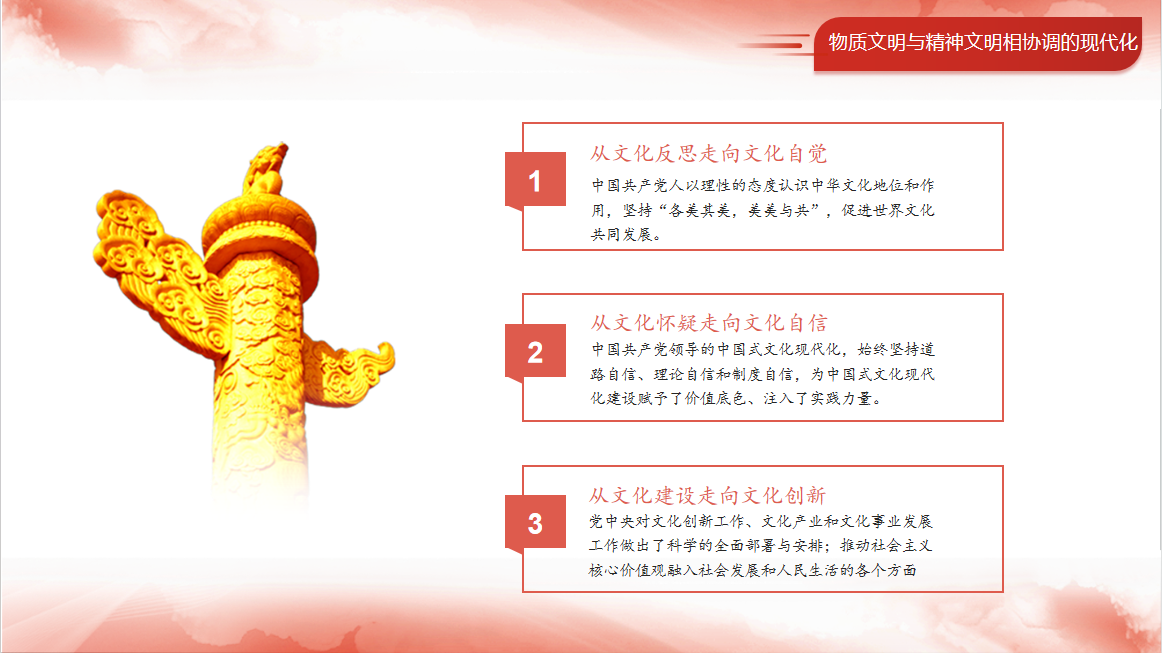 物质文明与精神文明相协调的现代化
1
从文化反思走向文化自觉
中国共产党人以理性的态度认识中华文化地位和作
用，坚持“各美其美，美美与共”，促进世界文化
共同发展。
2
从文化怀疑走向文化自信
中国共产党领导的中国式文化现代化，始终坚持道
路自信、理论自信和制度自信，为中国式文化现代
化建设赋予了价值底色、注入了实践力量。
3
从文化建设走向文化创新
党中央对文化创新工作、文化产业和文化事业发展
工作做出了科学的全面部署与安排；推动社会主义
核心价值观融入社会发展和人民生活的各个方面